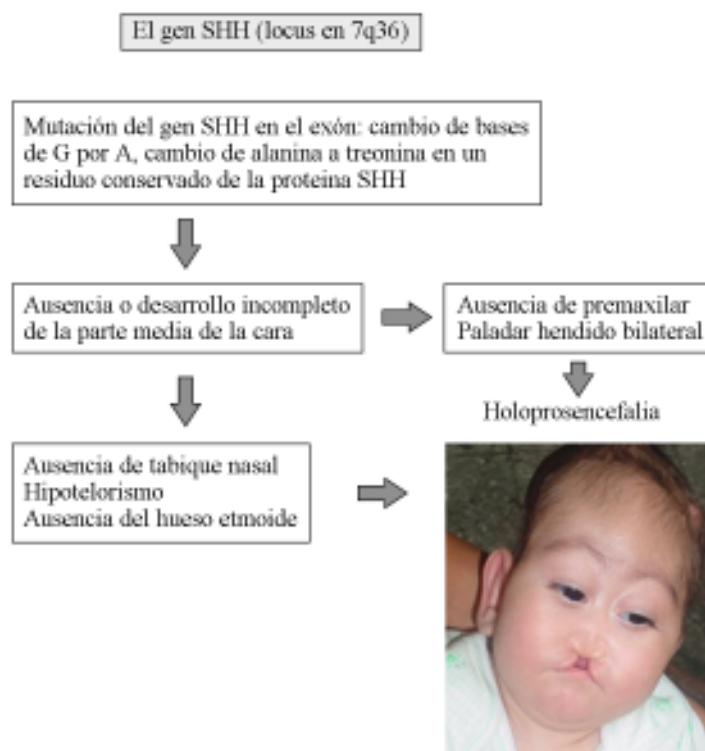 El gen SHH (locus en 7q36)
Mutación del gen SHH en el exón: cambio de bases
de G por A, cambio de alanina a treonina en un
residuo conservado de la proteina SHH
Ausencia o desarrollo incompleto
de la parte media de la cara
Ausencia de premaxilar
Paladar hendido bilateral
Holoprosencefalia
Ausencia de tabique nasal
Hipotelorismo
Ausencia del hueso etmoide